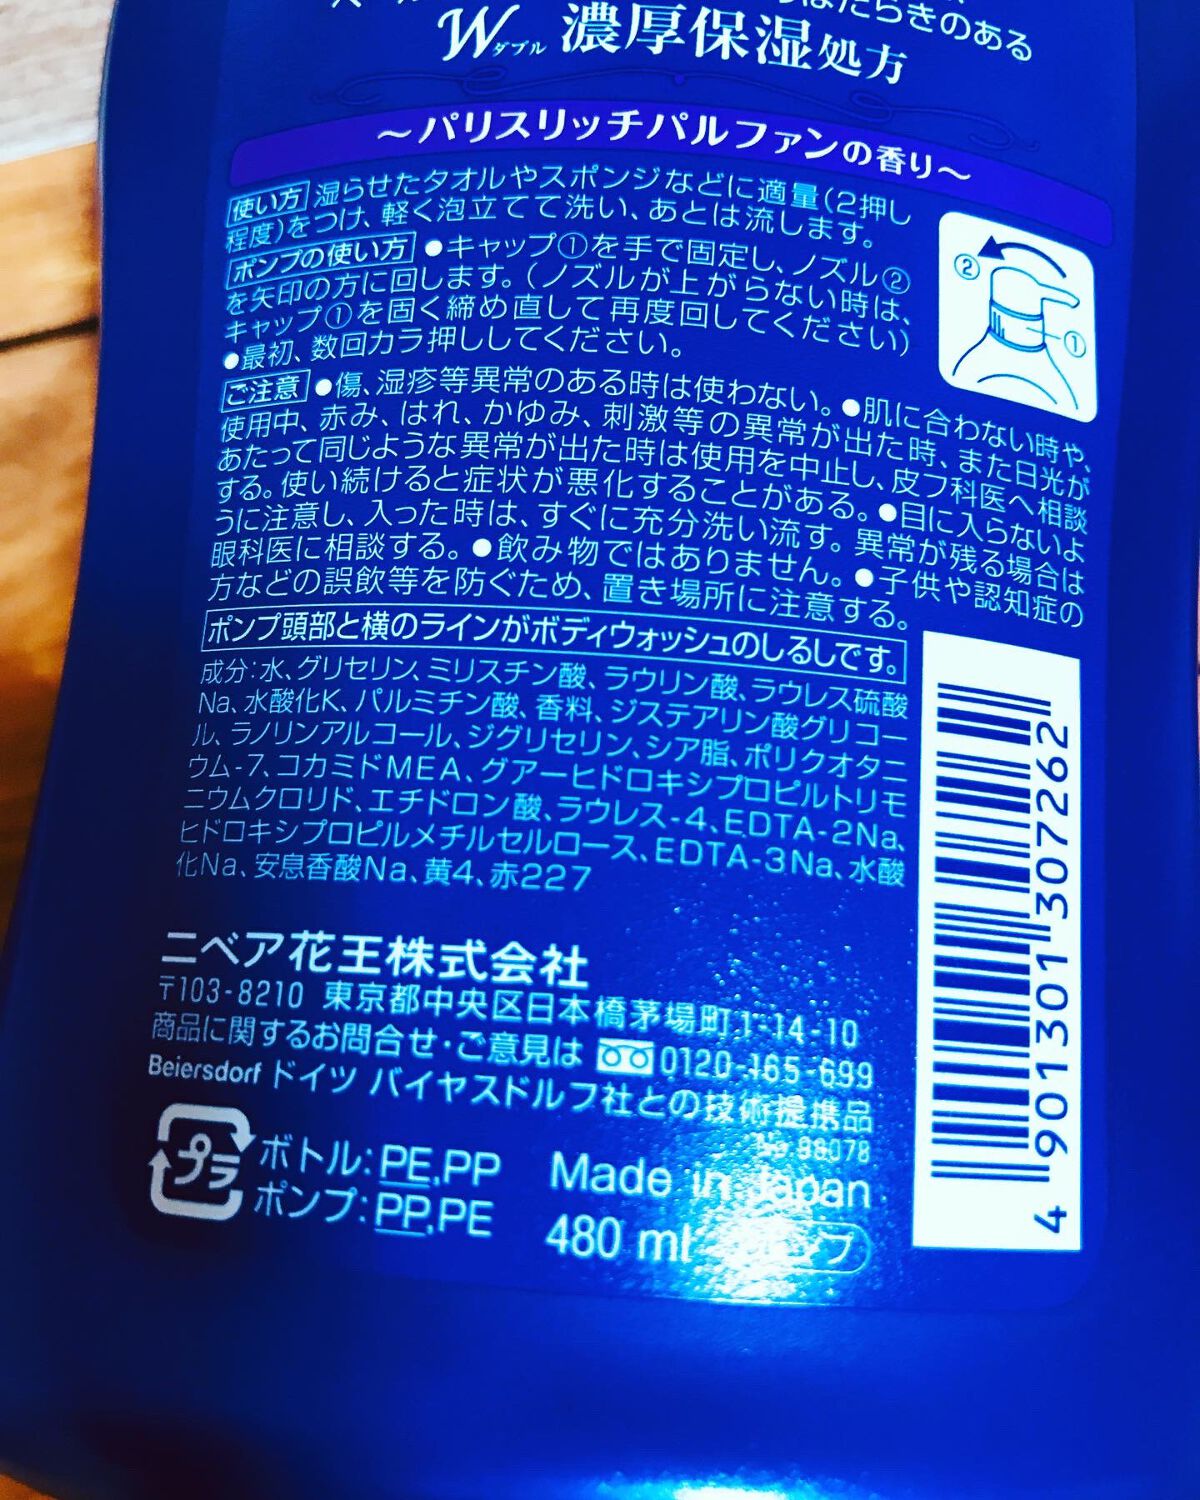 はたらきのある
W ダブル 濃厚保湿処方
～パリスリッチパルファンの香り～
使い方 湿らせたタオルやスポンジなどに適量(2押し
程度)をつけ、軽く泡立てて洗い、あとは流します。
ポンプの使い方 ●キャップ①を手で固定し、ノズル②
を矢印の方に回します。(ノズルが上がらない時は、
キャップ①を固く締め直して再度回してください)
●最初、数回カラ押ししてください。
② ①
ご注意 ●傷、湿疹等異常のある時は使わない。●肌に合わない時や、
使用中、赤み、はれ、かゆみ、刺激等の異常が出た時、また日光が
あたって同じような異常が出た時は使用を中止し、皮フ科医へ相談
する。使い続けると症状が悪化することがある。●目に入らないよ
うに注意し、入った時は、すぐに充分洗い流す。異常が残る場合は
眼科医に相談する。●飲み物ではありません。●子供や認知症の
方などの誤飲等を防ぐため、置き場所に注意する。
ポンプ頭部と横のラインがボディウォッシュのしるしです。
成分:水、グリセリン、ミリスチン酸、ラウリン酸、ラウレス硫酸
Na、水酸化K、パルミチン酸、香料、ジステアリン酸グリコー
ル、ラノリンアルコール、ジグリセリン、シア脂、ポリクオタニ
ウム-7、コカミドMEA、グアーヒドロキシプロピルトリモ
ニウムクロリド、エチドロン酸、ラウレス-4、EDTA-2Na、
ヒドロキシプロピルメチルセルロース、EDTA-3Na、水酸
化Na、安息香酸Na、黄4、赤227
4901301307262
ニベア花王株式会社
〒103-8210 東京都中央区日本橋茅場町1-14-10
商品に関するお問合せ・ご意見は 0120-165-699
Beiersdorf ドイツ バイヤスドルフ社との技術提携品
No.98078
プラ ボトル:PE,PP Made in Japan
ポンプ:PP,PE 480 ml ポンプ